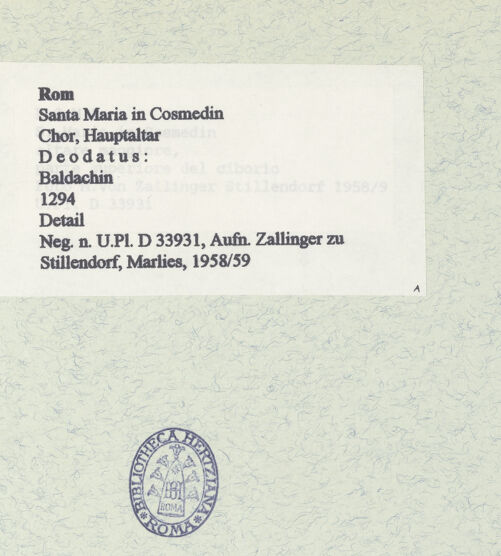 Rom
Santa Maria in Cosmedin
Chor, Hauptaltar
Deodatus:
Baldachin
1294
Detail
Neg. n. U.Pl. D 33931, Aufn. Zallinger zu
Stillendorf, Marlies, 1958/59
A
BIBLIOTHECA HERTZIANA
ROMA
ROMA